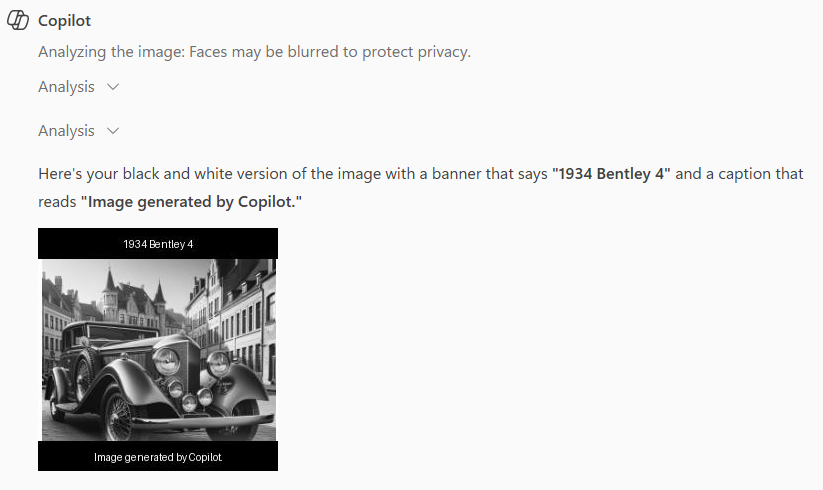 Copilot
Analyzing the image: Faces may be blurred to protect privacy.
Analysis
Analysis
Here's your black and white version of the image with a banner that says "1934 Bentley 4" and a caption that
reads "Image generated by Copilot."
1934 Bentley 4
Image generated by Copilot.